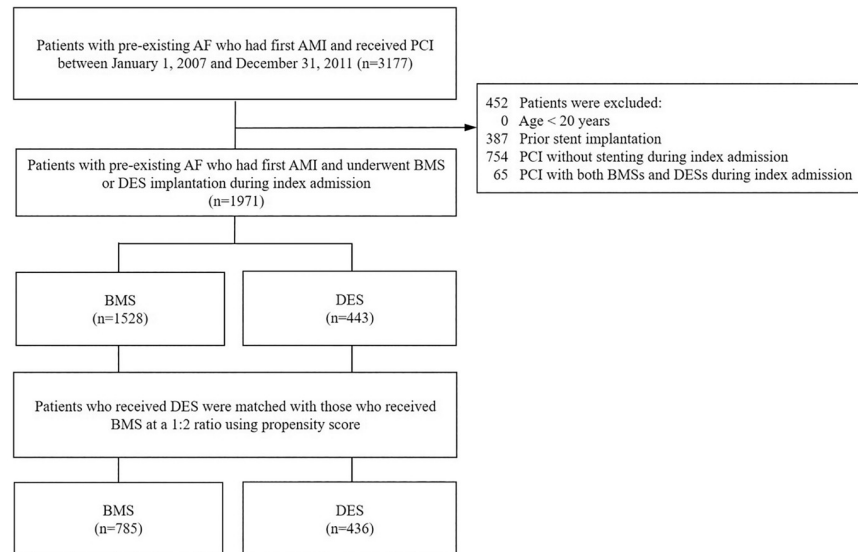 Patients with pre-existing AF who had first AMI and received PCI
between January 1, 2007 and December 31, 2011 (n=3177)
452 Patients were excluded:
0 Age < 20 years
387 Prior stent implantation
754 PCI without stenting during index admission
65 PCI with both BMSs and DESs during index admission
Patients with pre-existing AF who had first AMI and underwent BMS
or DES implantation during index admission
(n=1971)
BMS
(n=1528)
DES
(n=443)
Patients who received DES were matched with those who received
BMS at a 1:2 ratio using propensity score
BMS
(n=785)
DES
(n=436)